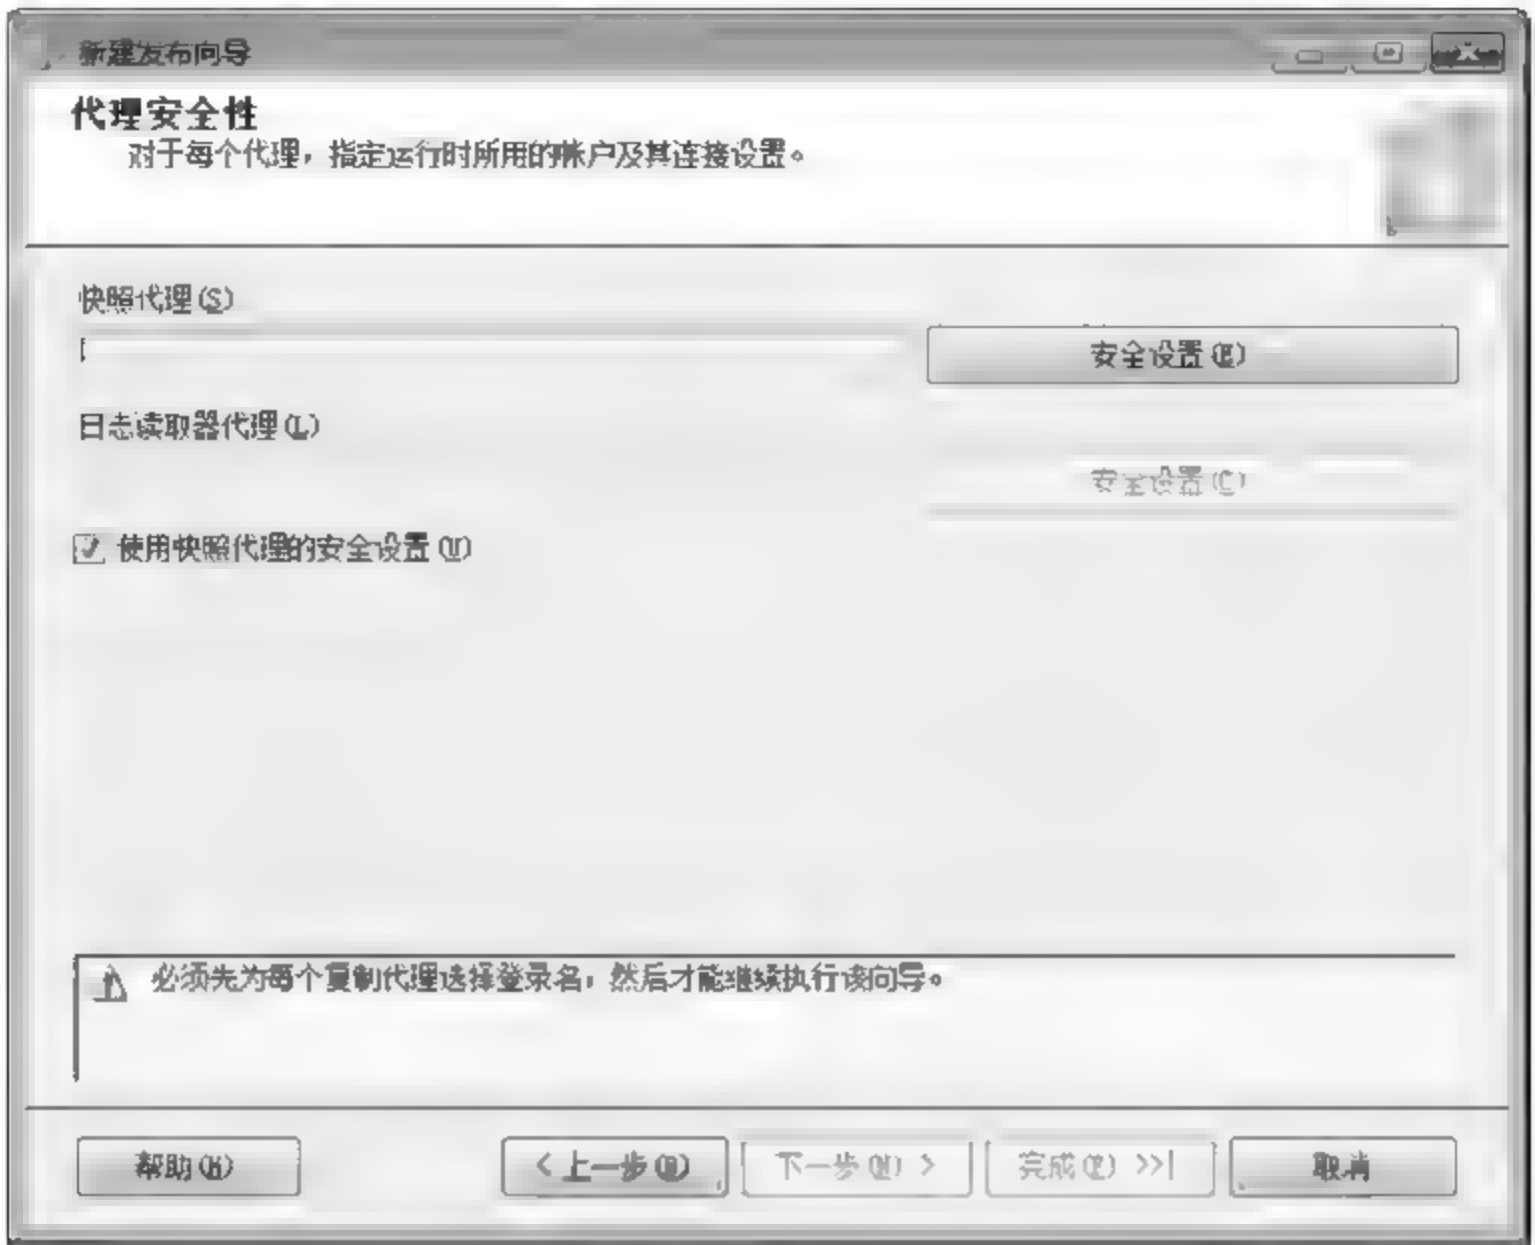 新建发布向导
代理安全性
对于每个代理，指定运行时所用的帐户及其连接设置。
快照代理(S)
安全设置(E)
日志读取器代理(L)
安全设置(C)
使用快照代理的安全设置(U)
必须先为每个复制代理选择登录名，然后才能继续执行该向导。
帮助(H)
<上一步(B)
下一步(N) >
完成(F) >>|
取消